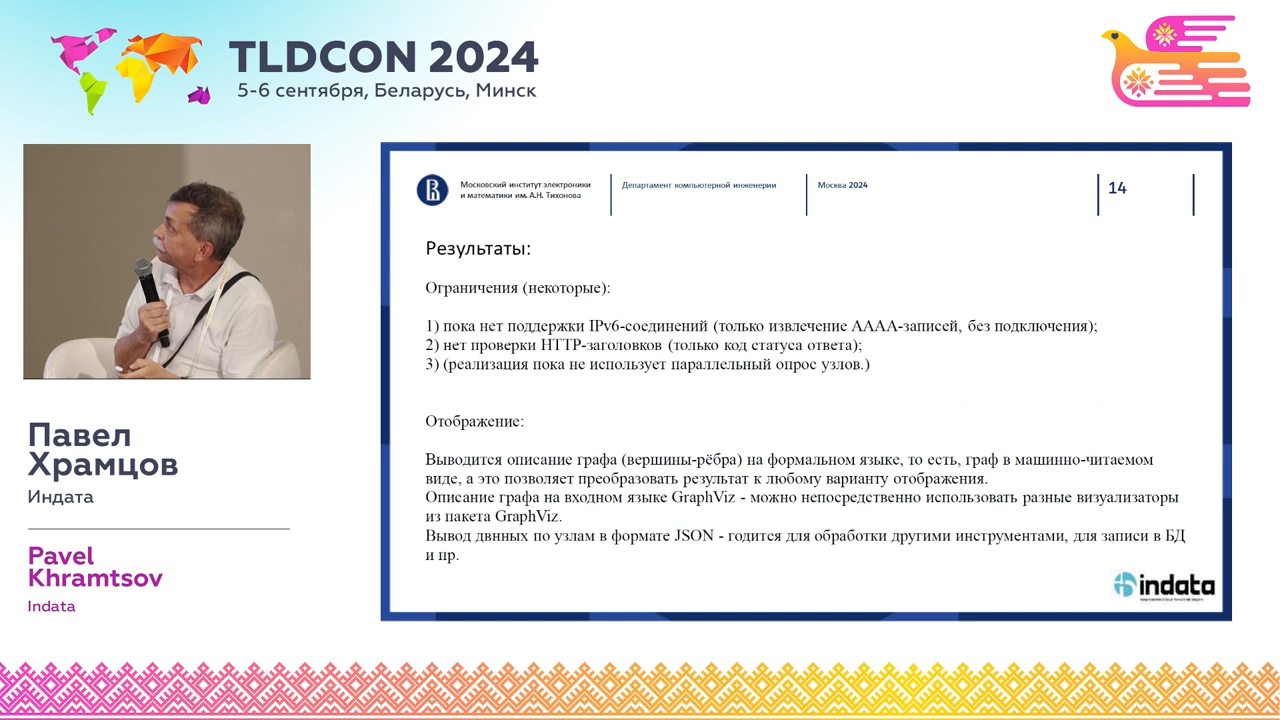 TLDCON 2024
5-6 сентября, Беларусь, Минск
Павел
Храмцов
Индата
Pavel
Khramtsov
Indata
Московский институт электроники
и математики им. А.Н. Тихонова
Департамент компьютерной инженерии
Москва 2024
14
Результаты:
Ограничения (некоторые):
1) пока нет поддержки IPv6-соединений (только извлечение AAAA-записей, без подключения);
2) нет проверки HTTP-заголовков (только код статуса ответа);
3) (реализация пока не использует параллельный опрос узлов.)
Отображение:
Выводится описание графа (вершины-рёбра) на формальном языке, то есть, граф в машинно-читаемом
виде, а это позволяет преобразовать результат к любому варианту отображения.
Описание графа на входном языке GraphViz - можно непосредственно использовать разные визуализаторы
из пакета GraphViz.
Вывод двнных по узлам в формате JSON - годится для обработки другими инструментами, для записи в БД
и пр.
indata